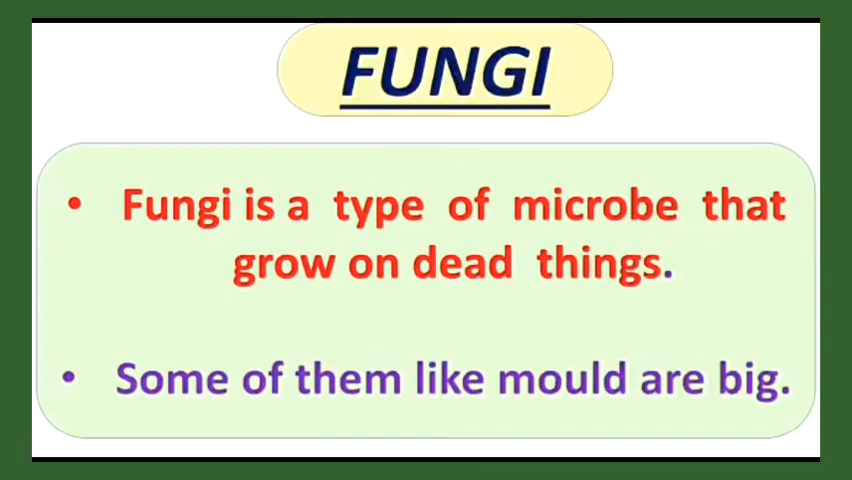 FUNGI
• Fungi is a type of microbe that
grow on dead things.
• Some of them like mould are big.